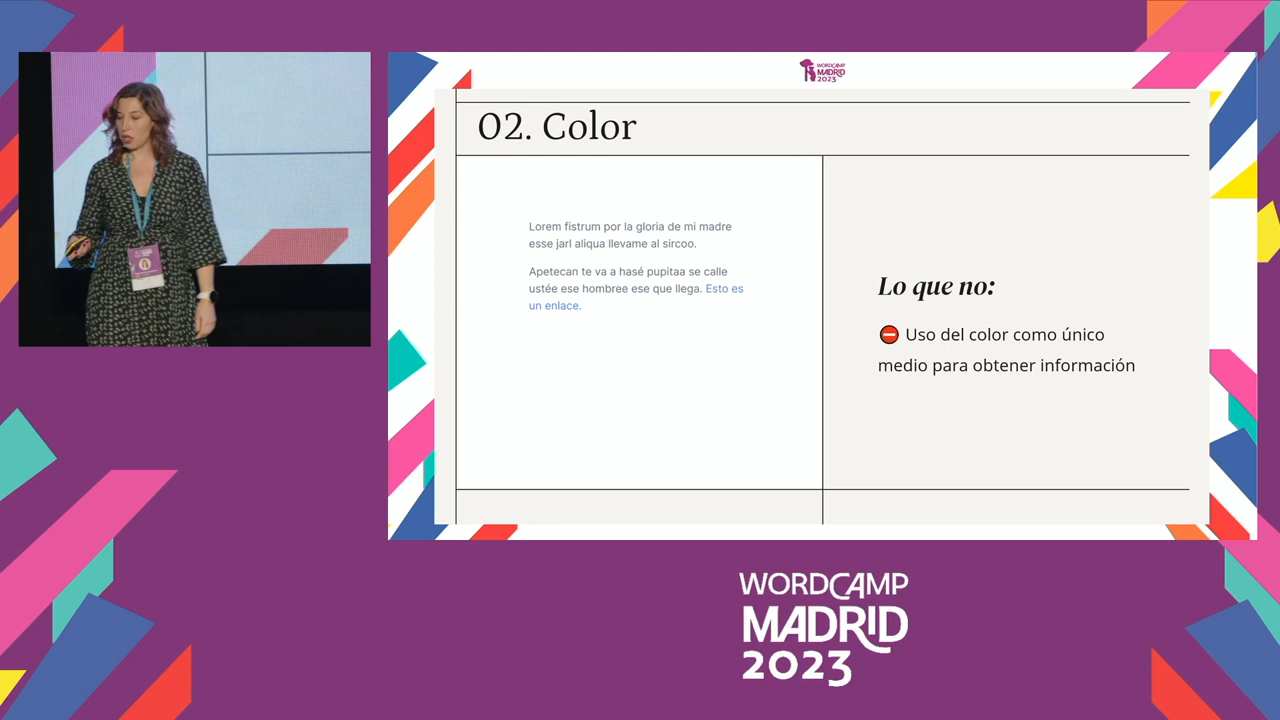 WORDCAMP
MADRID
2023
02. Color
Lorem fistrum por la gloria de mi madre
esse jarl aliqua llevame al sircoo.
Apetecan te va a hasé pupitaa se calle
ustée ese hombree ese que llega. Esto es
un enlace.
Lo que no:
⛔ Uso del color como único
medio para obtener información
WORDCAMP
MADRID
2023